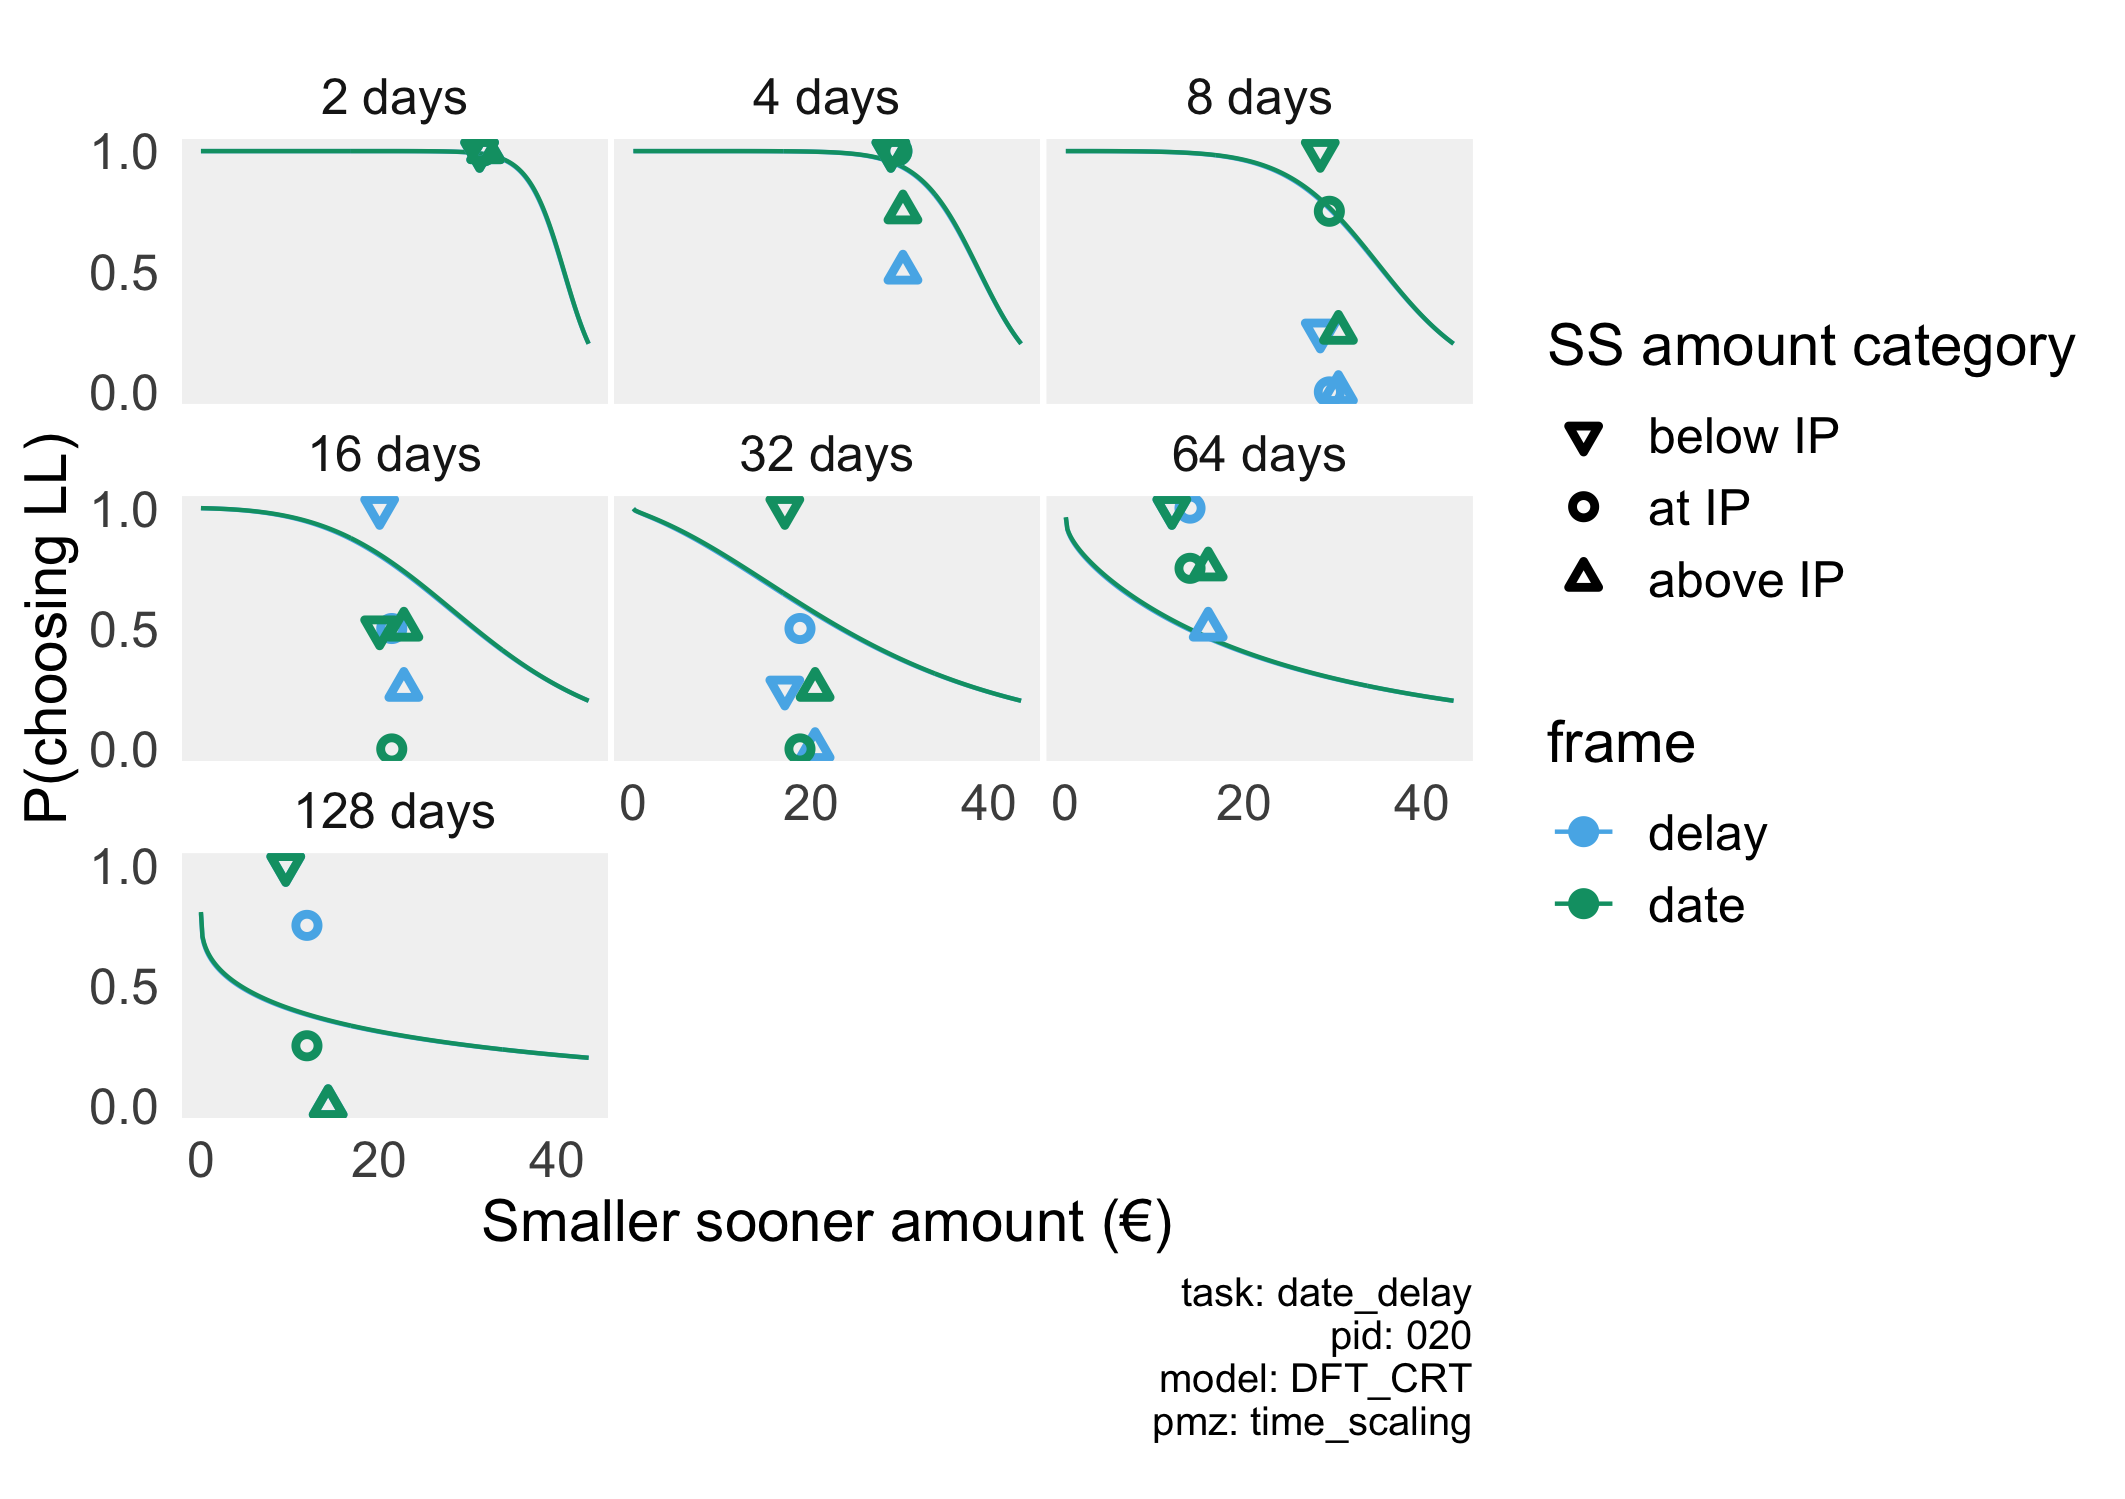 2 days
4 days
8 days
1.0
0.5
0.0
16 days
32 days
64 days
1.0
0.5
0.0
0
20
40
0
20
40
128 days
1.0
0.5
0.0
0
20
40
P(choosing LL)
Smaller sooner amount (€)
SS amount category
below IP
at IP
above IP
frame
delay
date
task: date_delay
pid: 020
model: DFT_CRT
pmz: time_scaling